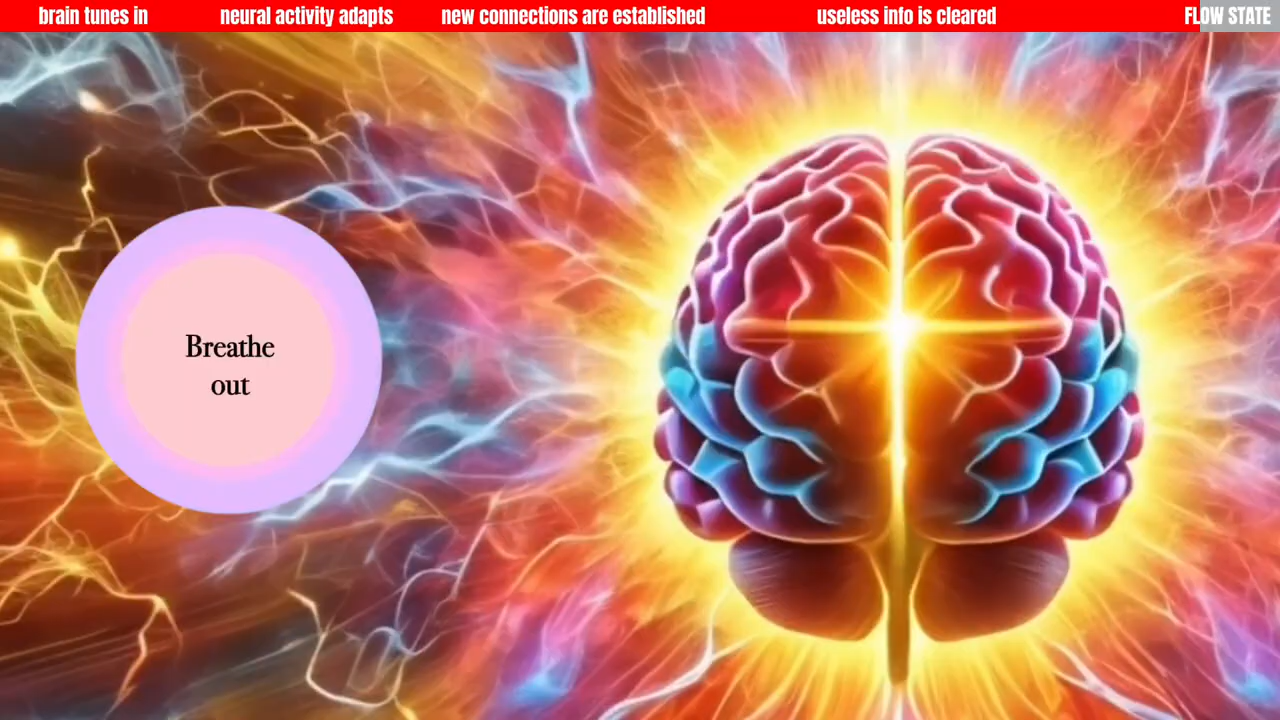 brain tunes in neural activity adapts new connections are established useless info is cleared FLOW STATE
Breathe
out